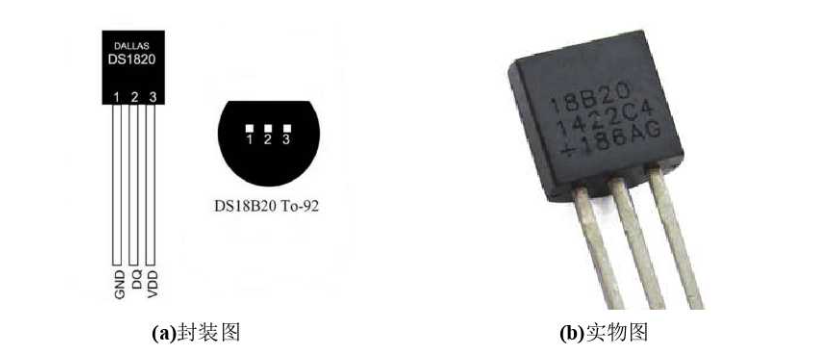 DALLAS
DS1820
1 2 3
GND
DQ
VDD
1 2 3
DS18B20 To-92
18B20
1422C4
+186AG
(a)封装图
(b)实物图